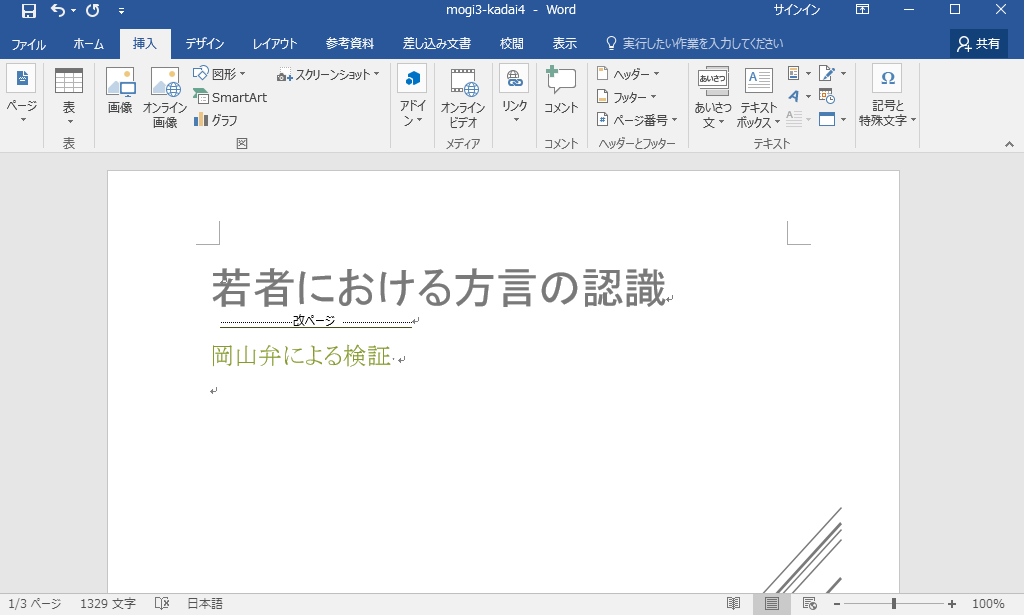 mogi3-kadai4 - Word
サインイン
ファイル ホーム 挿入 デザイン レイアウト 参考資料 差し込み文書 校閲 表示 実行したい作業を入力してください 共有
ページ
表
表
画像
オンライン
画像
図形
SmartArt
グラフ
スクリーンショット
図
アドイ
ン
オンライン
ビデオ
メディア
リンク
コメント
コメント
ヘッダー
フッター
ページ番号
ヘッダーとフッター
あいさつ
あいさつ
文
テキスト
ボックス
テキスト
記号と
特殊文字
若者における方言の認識
改ページ
岡山弁による検証
1/3 ページ 1329 文字 日本語 100%